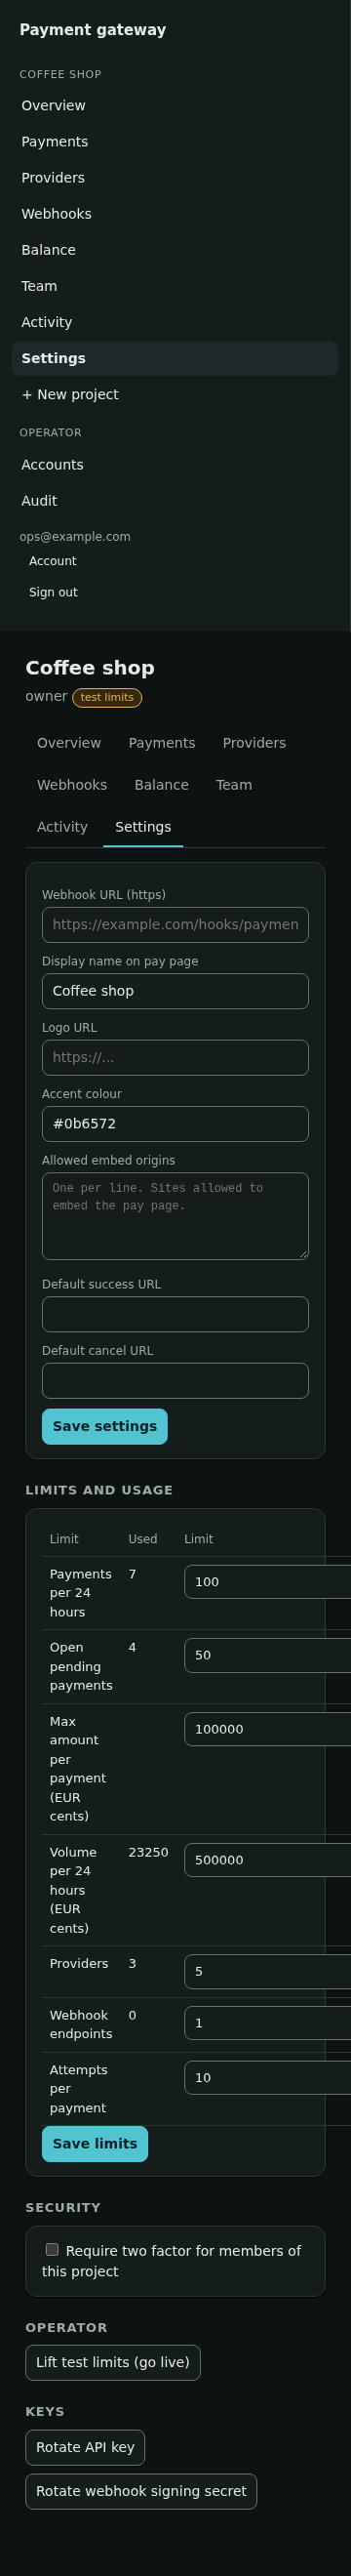 Payment gateway
COFFEE SHOP
Overview
Payments
Providers
Webhooks
Balance
Team
Activity
Settings
+ New project
OPERATOR
Accounts
Audit
ops@example.com
Account
Sign out
Coffee shop
owner test limits
Overview Payments Providers
Webhooks Balance Team
Activity Settings
Webhook URL (https)
https://example.com/hooks/paymen
Display name on pay page
Coffee shop
Logo URL
https://...
Accent colour
#0b6572
Allowed embed origins
One per line. Sites allowed to
embed the pay page.
Default success URL
Default cancel URL
Save settings
LIMITS AND USAGE
Limit Used Limit
Payments 7 100
per 24
hours
Open 4 50
pending
payments
Max 100000
amount
per
payment
(EUR
cents)
Volume 23250 500000
per 24
hours
(EUR
cents)
Providers 3 5
Webhook 0 1
endpoints
Attempts 10
per
payment
Save limits
SECURITY
Require two factor for members of
this project
OPERATOR
Lift test limits (go live)
KEYS
Rotate API key
Rotate webhook signing secret